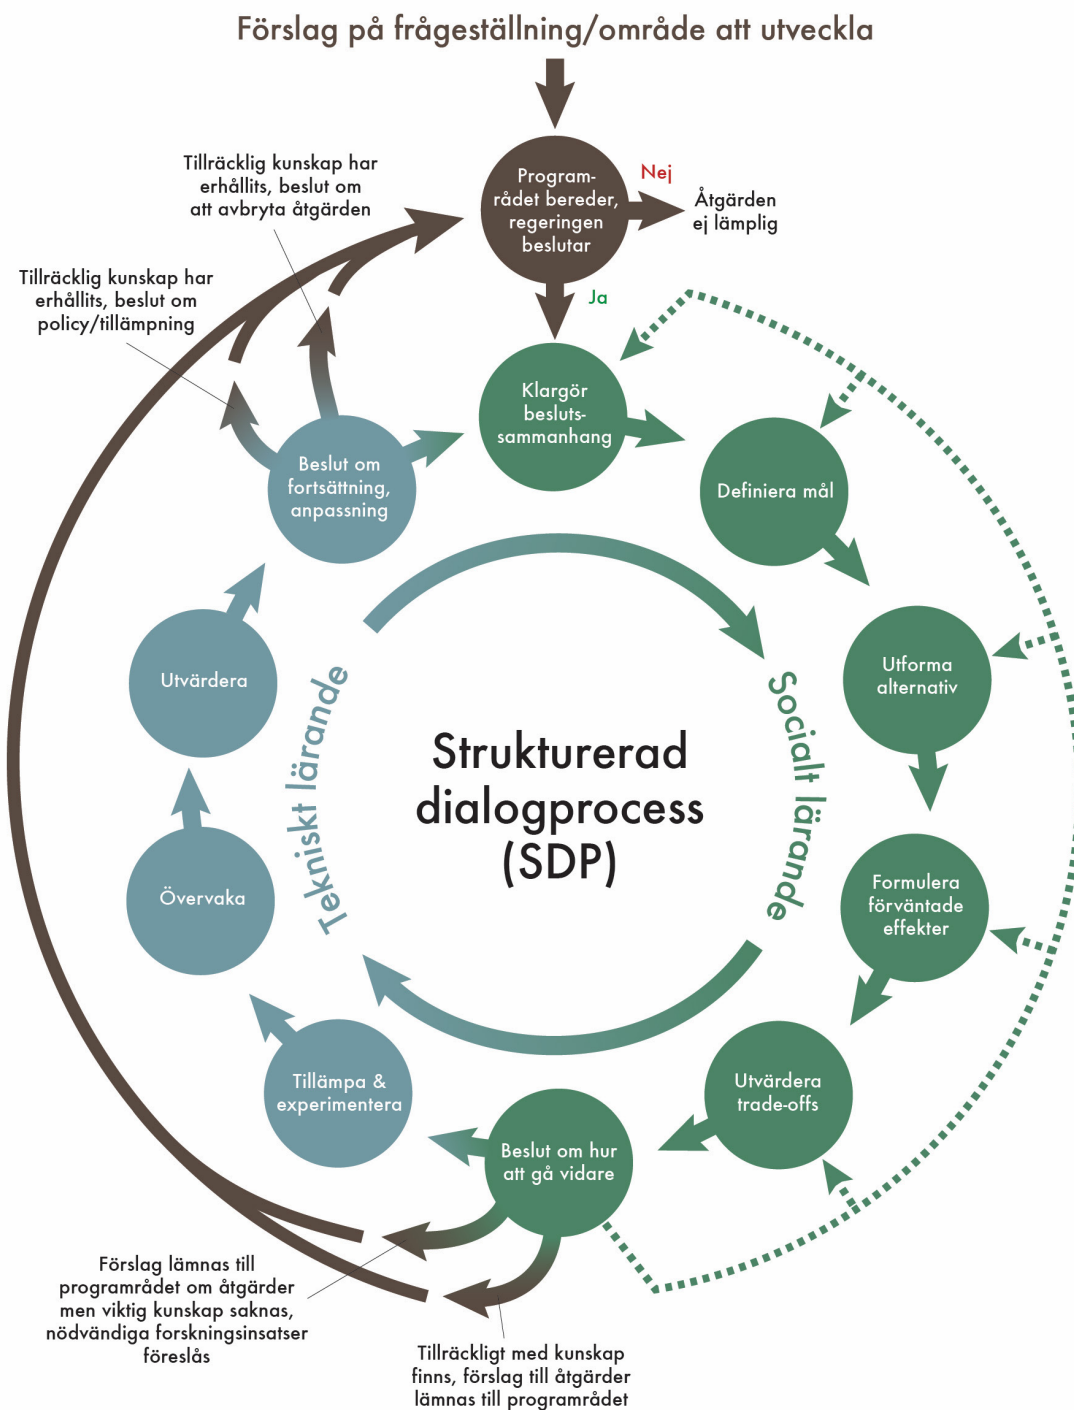 Förslag på frågeställning/område att utveckla
Program-
rådet bereder,
regeringen
beslutar
Nej
Åtgärden
ej lämplig
Ja
Tillräcklig kunskap har
erhållits, beslut om
att avbryta åtgärden
Tillräcklig kunskap har
erhållits, beslut om
policy/tillämpning
Klargör
besluts-
sammanhang
Definiera mål
Utforma
alternativ
Formulera
förväntade
effekter
Utvärdera
trade-offs
Beslut om hur
att gå vidare
Tillämpa &
experimentera
Övervaka
Utvärdera
Beslut om
fortsättning,
anpassning
Tekniskt lärande
Socialt lärande
Strukturerad
dialogprocess
(SDP)
Förslag lämnas till
programrådet om åtgärder
men viktig kunskap saknas,
nödvändiga forskningsinsatser
föreslås
Tillräckligt med kunskap
finns, förslag till åtgärder
lämnas till programrådet